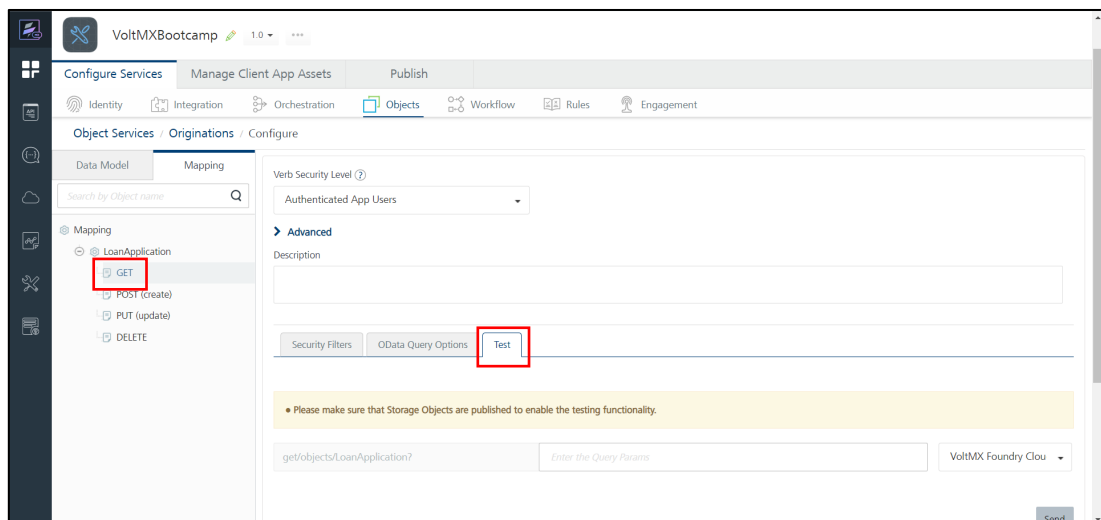 VoltMXBootcamp 1.0
Configure Services Manage Client App Assets Publish
Identity Integration Orchestration Objects Workflow Rules Engagement
Object Services / Originations / Configure
Data Model Mapping
Search by Object name
Mapping
LoanApplication
GET
POST (create)
PUT (update)
DELETE
Verb Security Level ?
Authenticated App Users
Advanced
Description
Security Filters OData Query Options Test
• Please make sure that Storage Objects are published to enable the testing functionality.
get/objects/LoanApplication? Enter the Query Params VoltMX Foundry Clou
Send